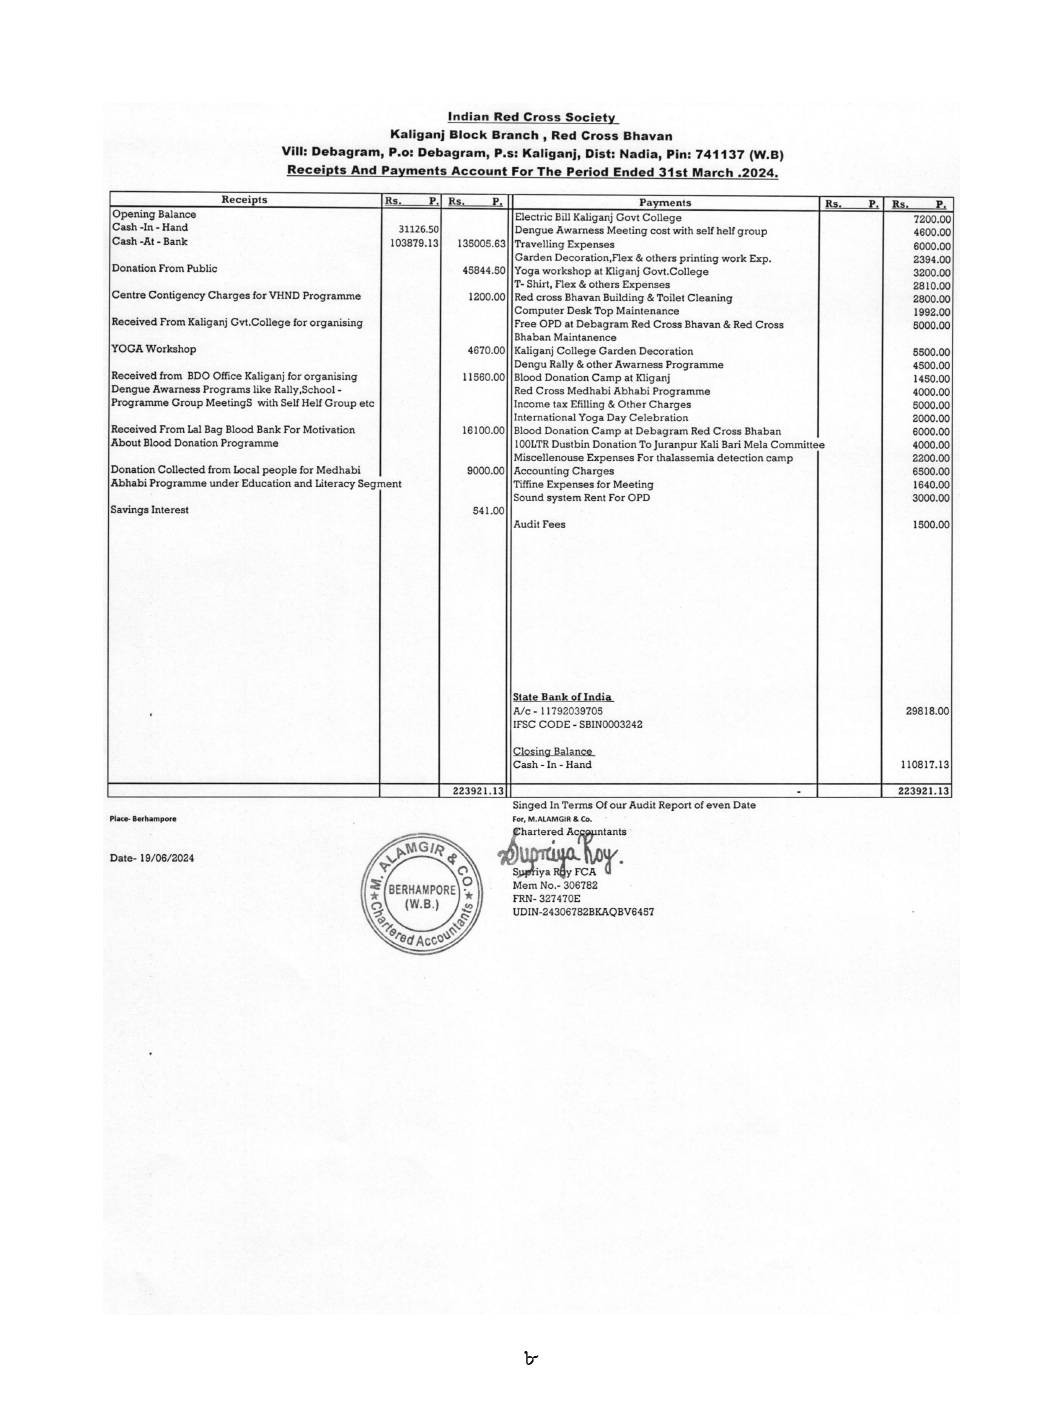 Indian Red Cross Society
Kaliganj Block Branch , Red Cross Bhavan
Vill: Debagram, P.o: Debagram, P.s: Kaliganj, Dist: Nadia, Pin: 741137 (W.B)
Receipts And Payments Account For The Period Ended 31st March .2024.
Receipts Rs. P. Rs. P. Payments Rs. P. Rs. P.
Opening Balance Electric Bill Kaliganj Govt College 7200.00
Cash -In - Hand 31126.50 Dengue Awarness Meeting cost with self helf group 4600.00
Cash -At - Bank 103879.13 135005.63 Travelling Expenses 6000.00
Garden Decoration,Flex & others printing work Exp. 2394.00
Donation From Public 45844.50 Yoga workshop at Kliganj Govt.College 3200.00
T- Shirt, Flex & others Expenses 2810.00
Centre Contigency Charges for VHND Programme 1200.00 Red cross Bhavan Building & Toilet Cleaning 2800.00
Computer Desk Top Maintenance 1992.00
Received From Kaliganj Gvt.College for organising Free OPD at Debagram Red Cross Bhavan & Red Cross 5000.00
Bhaban Maintanence
YOGA Workshop 4670.00 Kaliganj College Garden Decoration 5500.00
Dengu Rally & other Awarness Programme 4500.00
Received from BDO Office Kaliganj for organising 11560.00 Blood Donation Camp at Kliganj 1450.00
Dengue Awarness Programs like Rally,School - Red Cross Medhabi Abhabi Programme 4000.00
Programme Group MeetingS with Self Helf Group etc Income tax Efilling & Other Charges 5000.00
International Yoga Day Celebration 2000.00
Received From Lal Bag Blood Bank For Motivation 16100.00 Blood Donation Camp at Debagram Red Cross Bhaban 6000.00
About Blood Donation Programme 100LTR Dustbin Donation To Juranpur Kali Bari Mela Committee 4000.00
Miscellenouse Expenses For thalassemia detection camp 2200.00
Donation Collected from Local people for Medhabi 9000.00 Accounting Charges 6500.00
Abhabi Programme under Education and Literacy Segment Tiffine Expenses for Meeting 1640.00
Sound system Rent For OPD 3000.00
Savings Interest 541.00
Audit Fees 1500.00
State Bank of India
A/c - 11792039705 29818.00
IFSC CODE - SBIN0003242
Closing Balance
Cash - In - Hand 110817.13
223921.13 - 223921.13
Singed In Terms Of our Audit Report of even Date
Place- Berhampore For, M.ALAMGIR & Co.
Chartered Accountants
Supriya Roy.
Date- 19/06/2024
Supriya Roy FCA
Mem No.- 306782
FRN- 327470E
UDIN-24306782BKAQBV6457
M. ALAMGIR & CO.
BERHAMPORE
(W.B.)
★ Chartered Accountants ★
৮